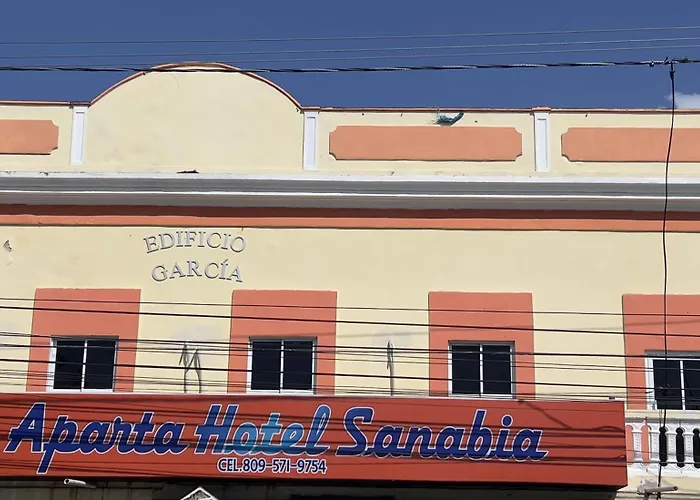 EDIFICIO
GARCÍA
Aparta Hotel Sanabia
CEL.809-571-9754